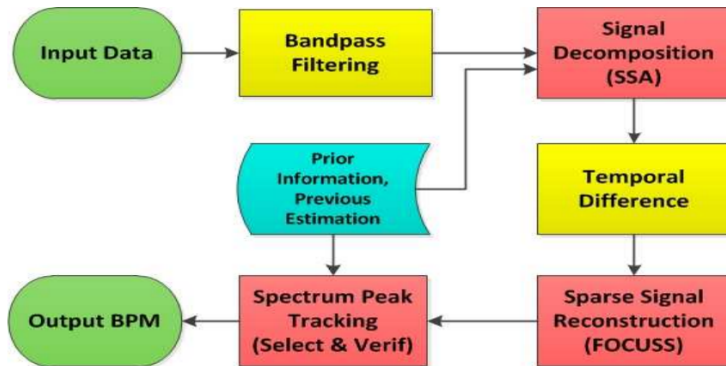 Input Data
Bandpass
Filtering
Signal
Decomposition
(SSA)
Prior
Information,
Previous
Estimation
Temporal
Difference
Output BPM
Spectrum Peak
Tracking
(Select & Verif)
Sparse Signal
Reconstruction
(FOCUSS)